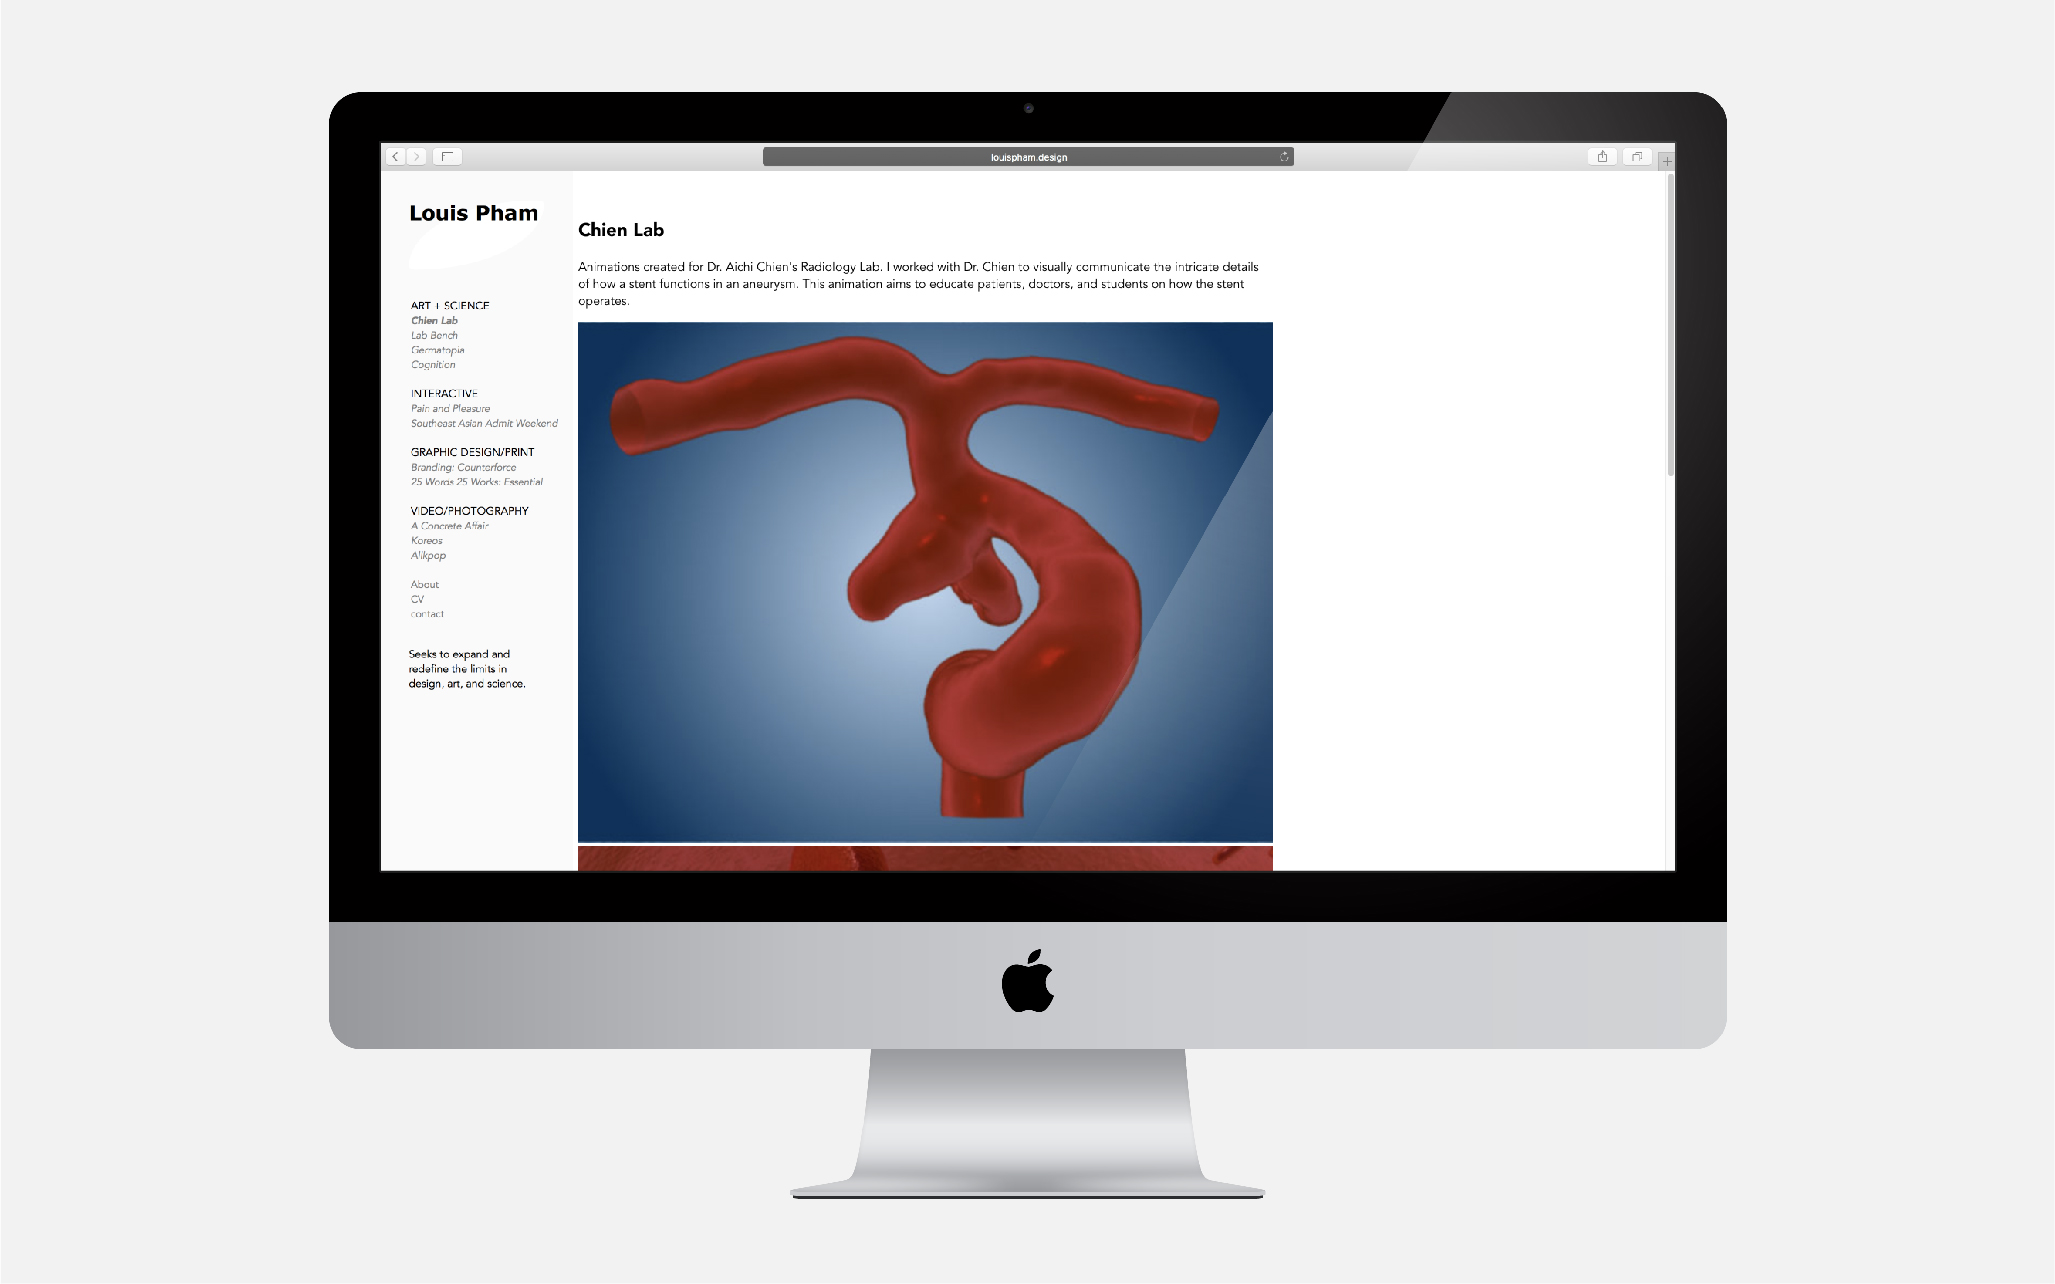 louispham.design
Louis Pham
ART + SCIENCE
Chien Lab
Lab Bench
Germatopia
Cognition
INTERACTIVE
Pain and Pleasure
Southeast Asian Admit Weekend
GRAPHIC DESIGN/PRINT
Branding: Counterforce
25 Words 25 Works: Essential
VIDEO/PHOTOGRAPHY
A Concrete Affair
Koreos
Alikpop
About
CV
contact
Seeks to expand and
redefine the limits in
design, art, and science.
Chien Lab
Animations created for Dr. Aichi Chien's Radiology Lab. I worked with Dr. Chien to visually communicate the intricate details
of how a stent functions in an aneurysm. This animation aims to educate patients, doctors, and students on how the stent
operates.